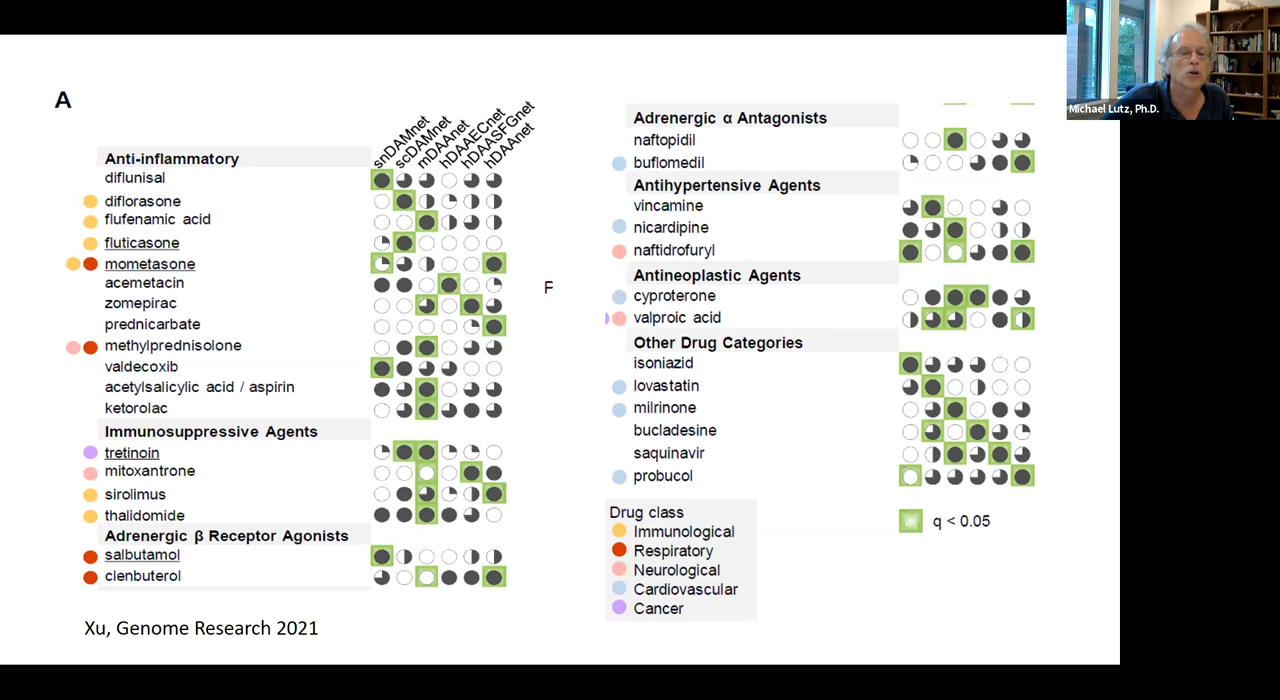 A
snDAMnet
scDAMnet
mDAAnet
hDAAECnet
hDAASFGnet
hDAAnet
Anti-inflammatory
diflunisal
diflorasone
flufenamic acid
fluticasone
mometasone
acemetacin
zomepirac
prednicarbate
methylprednisolone
valdecoxib
acetylsalicylic acid / aspirin
ketorolac
Immunosuppressive Agents
tretinoin
mitoxantrone
sirolimus
thalidomide
Adrenergic β Receptor Agonists
salbutamol
clenbuterol
Xu, Genome Research 2021
F
Adrenergic α Antagonists
naftopidil
buflomedil
Antihypertensive Agents
vincamine
nicardipine
naftidrofuryl
Antineoplastic Agents
cyproterone
valproic acid
Other Drug Categories
isoniazid
lovastatin
milrinone
bucladesine
saquinavir
probucol
Drug class
Immunological
Respiratory
Neurological
Cardiovascular
Cancer
q < 0.05
Michael Lutz, Ph.D.